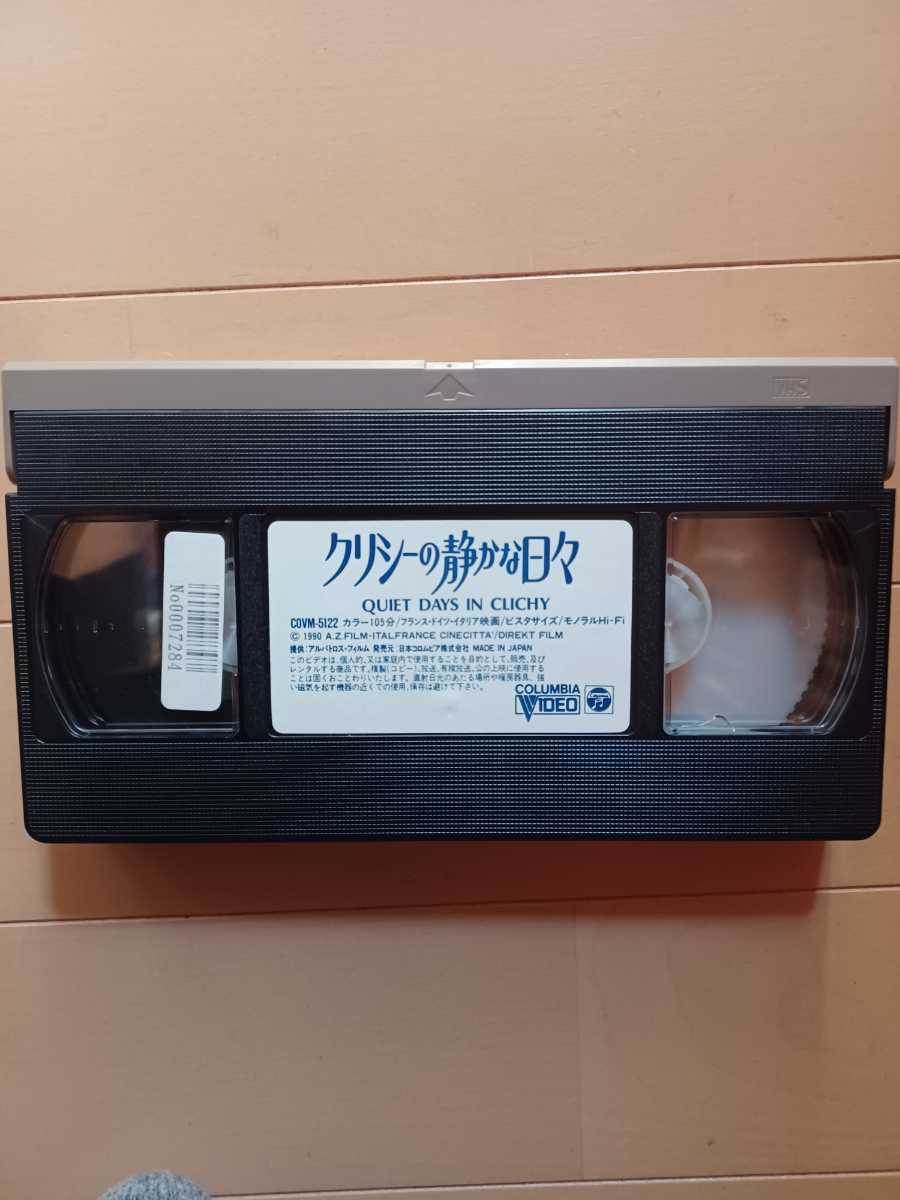 VHS
No0007284
クリシーの静かな日々
QUIET DAYS IN CLICHY
COVM-5122 カラー105分/フランス・ドイツ・イタリア映画/ビスタサイズ/モノラルHi-Fi
© 1990 A.Z.FILM-ITALFRANCE CINECITTA'/DIREKT FILM
提供:アルバトロス・フィルム 発売元:日本コロムビア株式会社 MADE IN JAPAN
このビデオは、個人的、又は家庭内で使用することを目的として、販売、及び
レンタルする商品です。複製(コピー)、放送、有線放送、公の上映に使用する
ことは固くおことわりいたします。直射日光のあたる場所や暖房器具、強
い磁気を起す機器の近くでの使用、保存は避けて下さい。
COLUMBIA
VIDEO